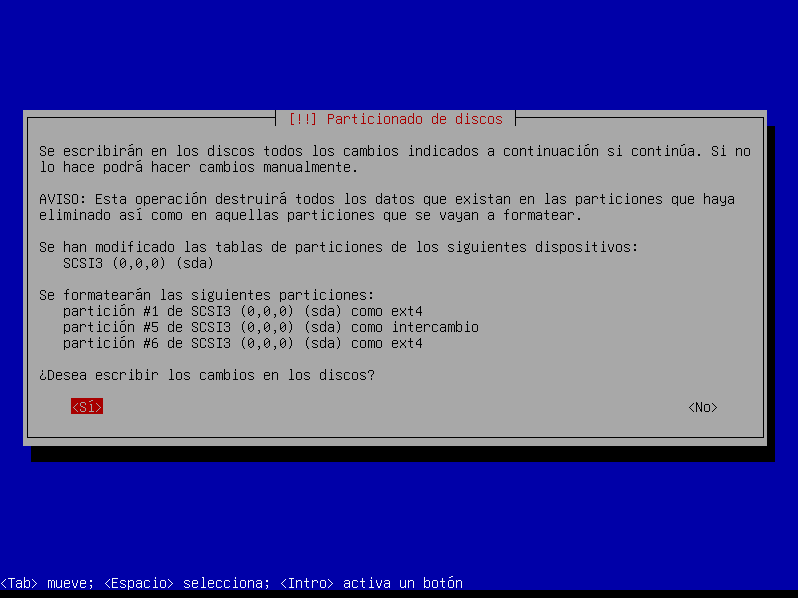 [!!] Particionado de discos
Se escribirán en los discos todos los cambios indicados a continuación si continúa. Si no
lo hace podrá hacer cambios manualmente.
AVISO: Esta operación destruirá todos los datos que existan en las particiones que haya
eliminado así como en aquellas particiones que se vayan a formatear.
Se han modificado las tablas de particiones de los siguientes dispositivos:
SCSI3 (0,0,0) (sda)
Se formatearán las siguientes particiones:
partición #1 de SCSI3 (0,0,0) (sda) como ext4
partición #5 de SCSI3 (0,0,0) (sda) como intercambio
partición #6 de SCSI3 (0,0,0) (sda) como ext4
¿Desea escribir los cambios en los discos?
<Sí> <No>
<Tab> mueve; <Espacio> selecciona; <Intro> activa un botón